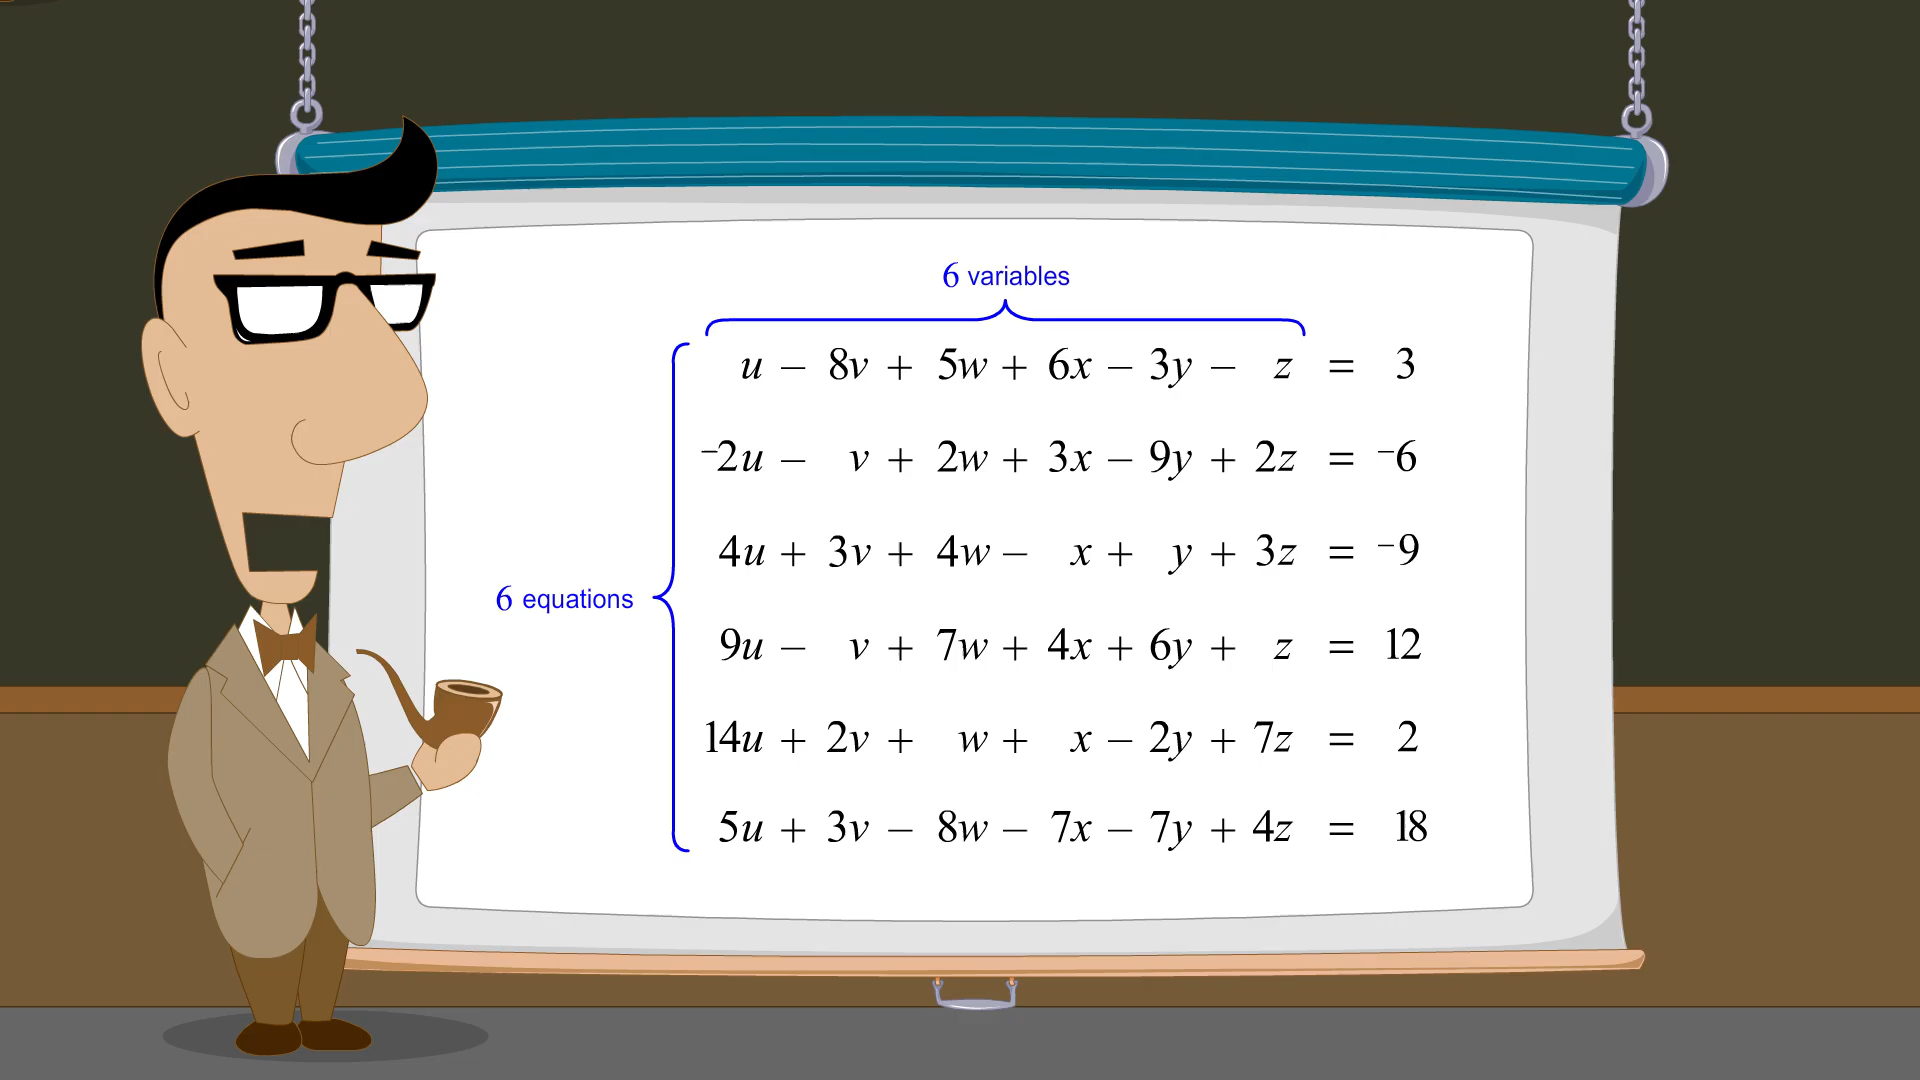 6 variables
u − 8v + 5w + 6x − 3y − z = 3
⁻2u − v + 2w + 3x − 9y + 2z = ⁻6
4u + 3v + 4w − x + y + 3z = ⁻9
6 equations
9u − v + 7w + 4x + 6y + z = 12
14u + 2v + w + x − 2y + 7z = 2
5u + 3v − 8w − 7x − 7y + 4z = 18